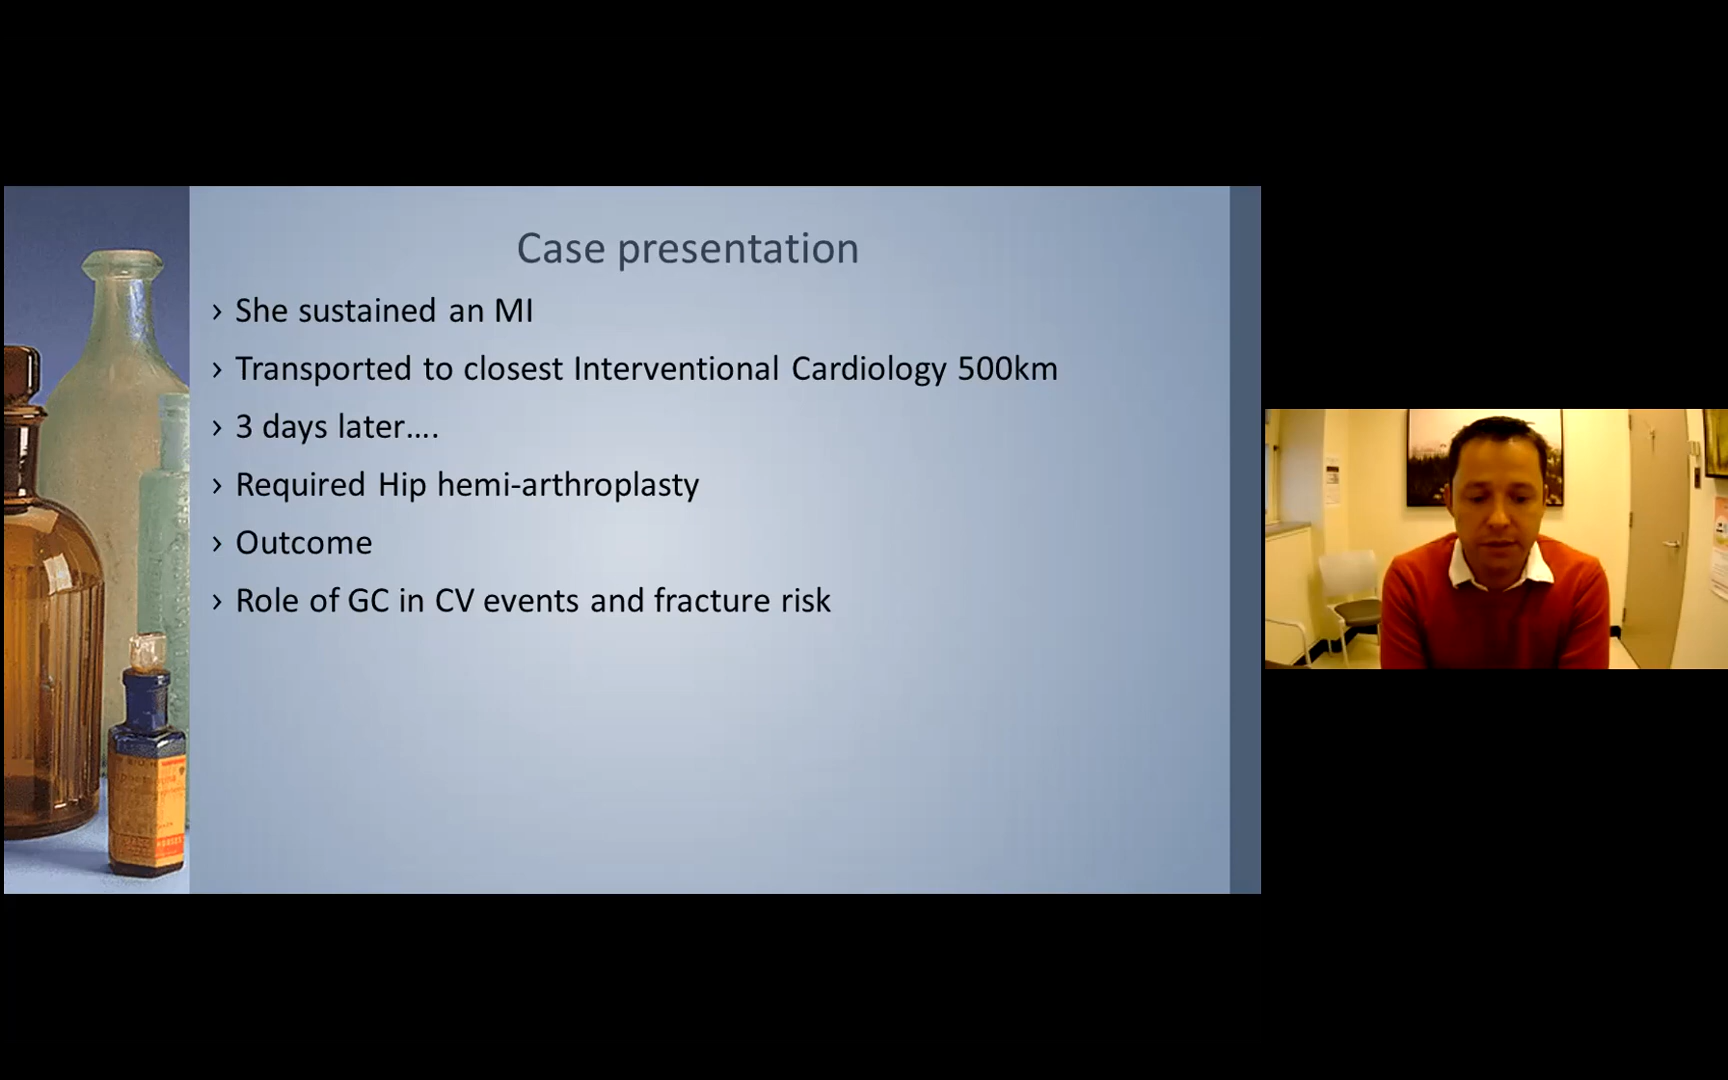 Case presentation
› She sustained an MI
› Transported to closest Interventional Cardiology 500km
› 3 days later....
› Required Hip hemi-arthroplasty
› Outcome
› Role of GC in CV events and fracture risk